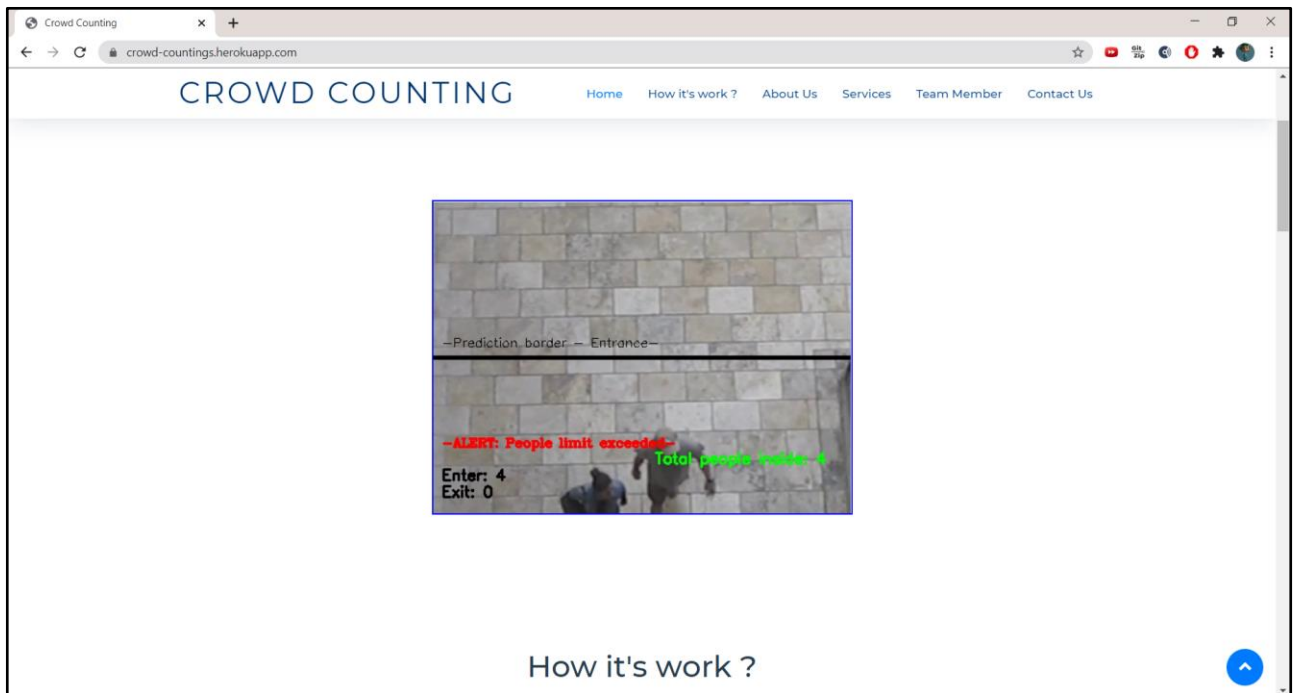 Crowd Counting
crowd-countings.herokuapp.com
CROWD COUNTING
Home How it's work ? About Us Services Team Member Contact Us
—Prediction border — Entrance—
—ALERT: People limit exceeded—
Total people inside: 4
Enter: 4
Exit: 0
How it's work ?